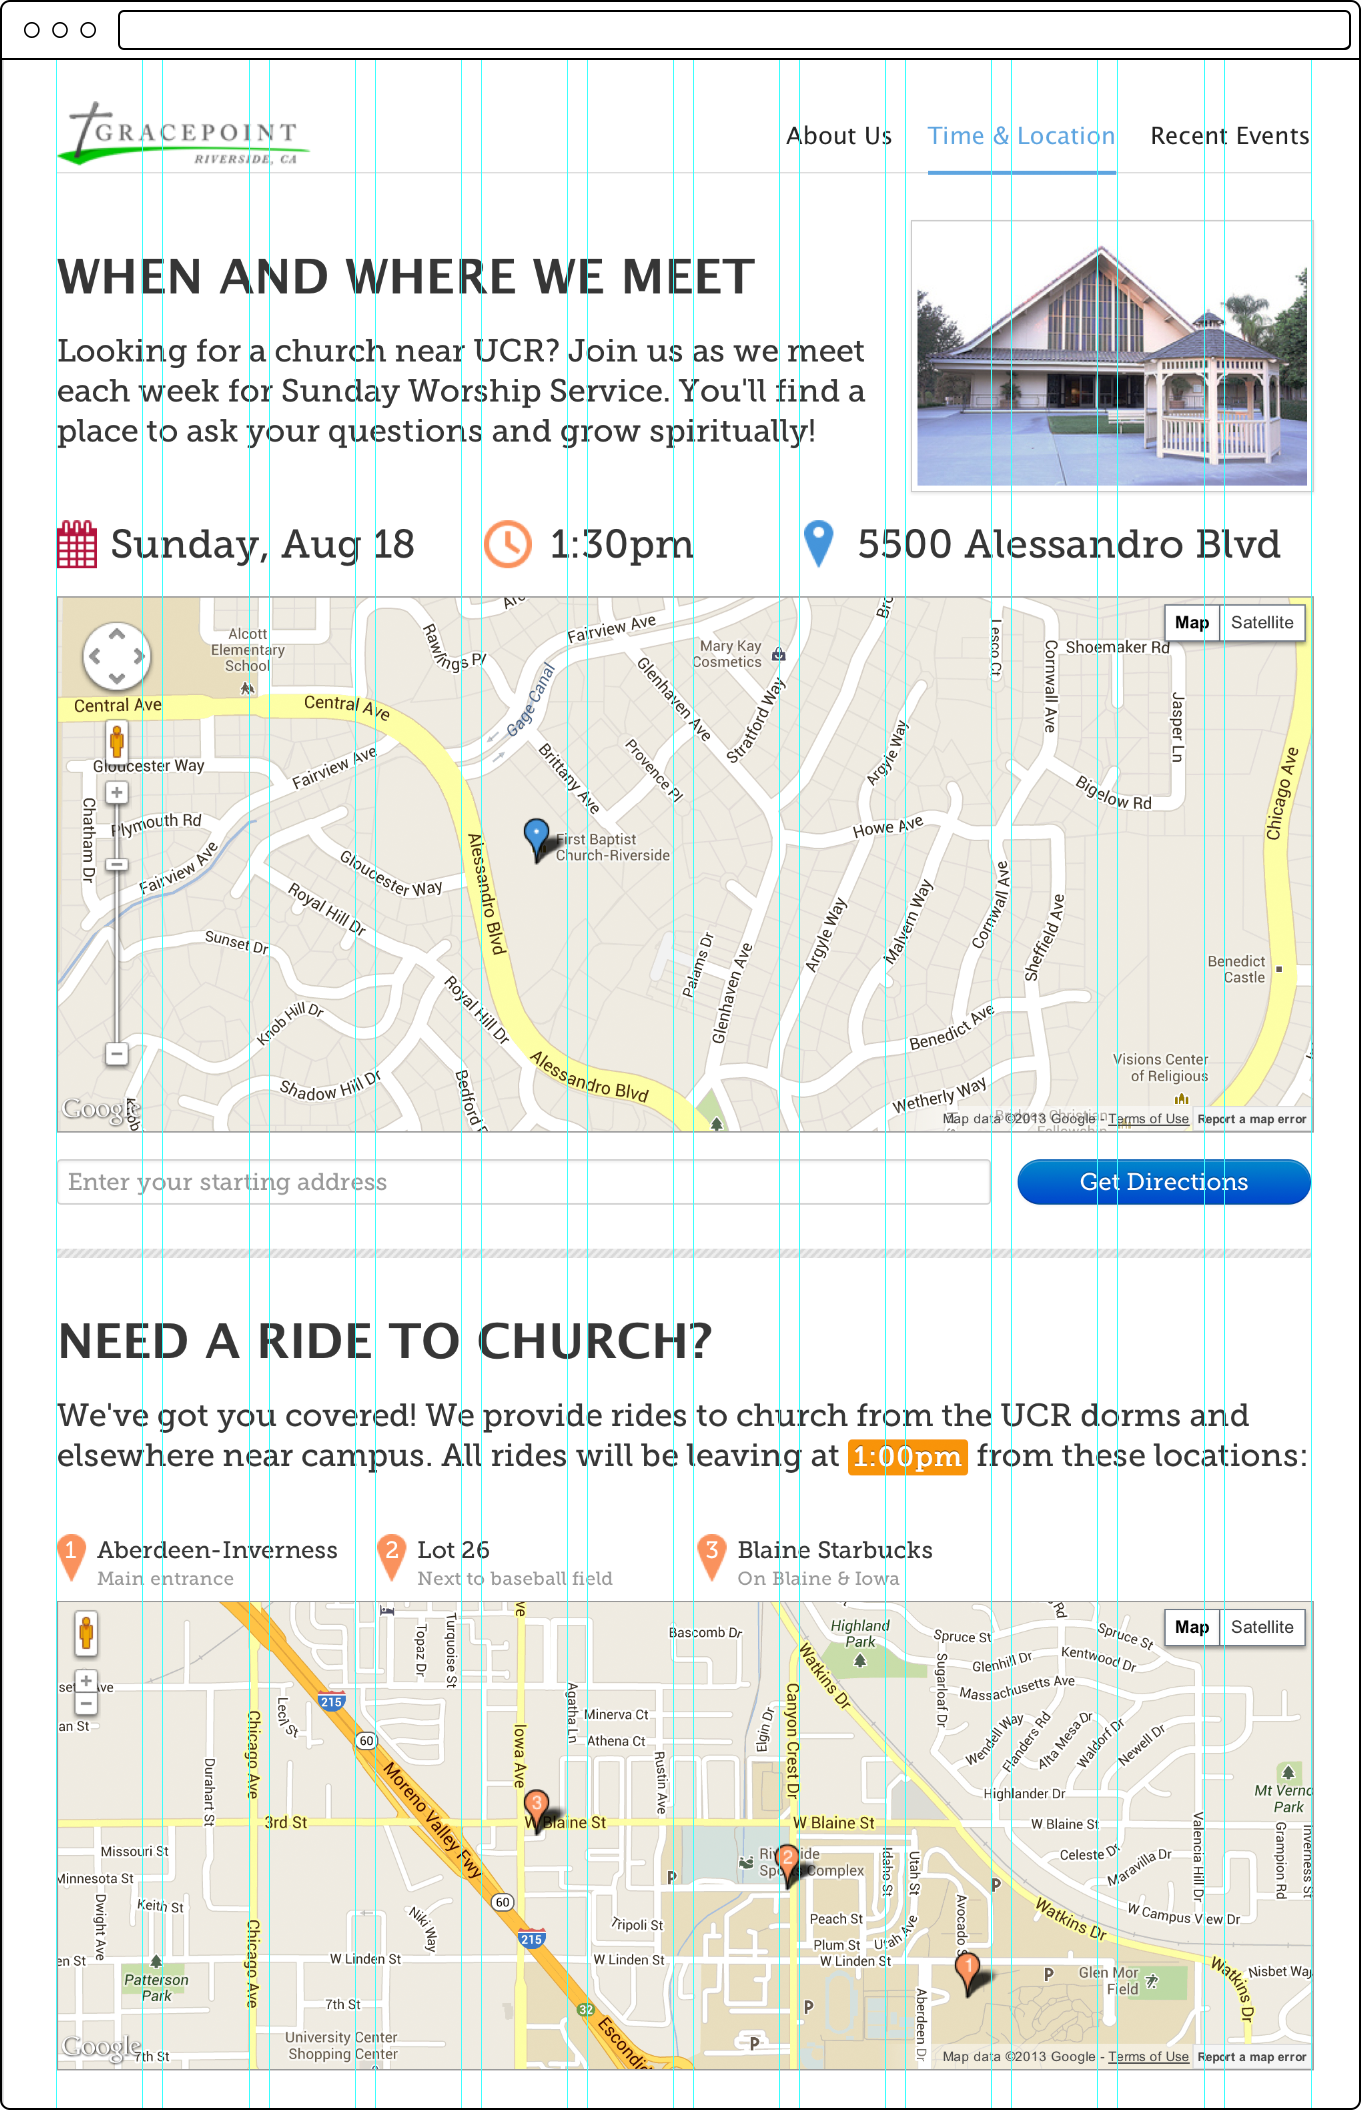 GRACEPOINT
RIVERSIDE, CA
About Us
Time & Location
Recent Events
WHEN AND WHERE WE MEET
Looking for a church near UCR? Join us as we meet
each week for Sunday Worship Service. You'll find a
place to ask your questions and grow spiritually!
Sunday, Aug 18
1:30pm
5500 Alessandro Blvd
Map
Satellite
Alcott
Elementary
School
Central Ave
Central Ave
Rawlings Pl
Fairview Ave
Gage Canal
Mary Kay
Cosmetics
Glenhaven Ave
Stratford Way
Lesco Ct
Cornwall Ave
Shoemaker Rd
Jasper Ln
Chicago Ave
Gloucester Way
Fairview Ave
Brittany Ave
Provence Pl
Argyle Way
Bigelow Rd
Chatham Dr
Plymouth Rd
Fairview Ave
Gloucester Way
Royal Hill Dr
Alessandro Blvd
First Baptist
Church-Riverside
Howe Ave
Argyle Way
Malvern Way
Cornwall Ave
Sheffield Ave
Sunset Dr
Palams Dr
Glenhaven Ave
Benedict
Castle
Knob Hill Dr
Royal Hill Dr
Benedict Ave
Shadow Hill Dr
Bedford
Alessandro Blvd
Wetherly Way
Visions Center
of Religious
Knob
Google
Map data ©2013 Google - Terms of Use
Report a map error
Enter your starting address
Get Directions
NEED A RIDE TO CHURCH?
We've got you covered! We provide rides to church from the UCR dorms and
elsewhere near campus. All rides will be leaving at 1:00pm from these locations:
1 Aberdeen-Inverness
Main entrance
2 Lot 26
Next to baseball field
3 Blaine Starbucks
On Blaine & Iowa
Map
Satellite
Topaz Dr
Turquoise St
Bascomb Dr
Highland
Park
Spruce St
Spruce St
Glenhill Dr
Kentwood Dr
Massachusetts Ave
Sugarloaf Dr
Watkins Dr
an St
215
Lecil St
Chicago Ave
60
Iowa Ave
Agatha Ln
Minerva Ct
Athena Ct
Elgin Dr
Canyon Crest Dr
Wendell Way
Flanders Rd
Alta Mesa Dr
Waldorf Dr
Newell Dr
Durahart St
Moreno Valley Fwy
Rustin Ave
Highlander Dr
Mt Verno
Park
3rd St
3
W Blaine St
W Blaine St
W Blaine St
Missouri St
Minnesota St
Keith St
Dwight Ave
Chicago Ave
60
215
Niki Way
P
2
Riverside
Sports Complex
Idaho St
Utah St
Utah Ave
Avocado S
P
Celeste Dr
Maravilla Dr
Valencia Hill Dr
Grampion Rd
Inverness St
Tripoli St
Peach St
Plum St
W Linden St
W Campus View Dr
Watkins Dr
en St
W Linden St
W Linden St
Patterson
Park
1
P
Glen Mor
Field
Watkins Dr
Nisbet Way
7th St
32
P
Aberdeen Dr
University Center
Shopping Center
Escondi
P
7th St
Google
Map data ©2013 Google - Terms of Use
Report a map error